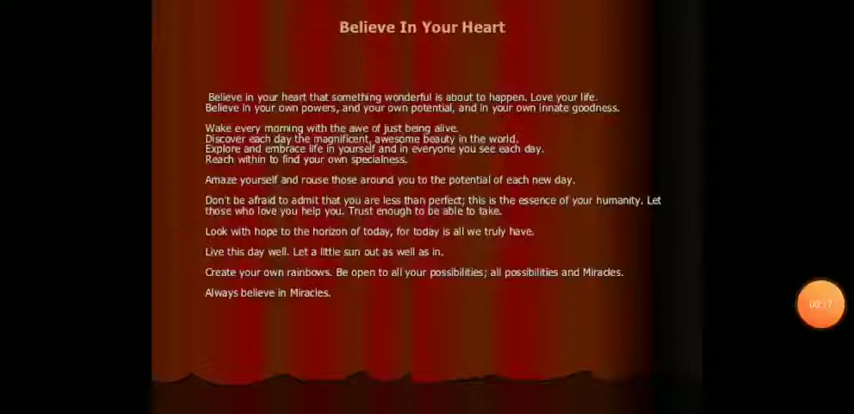 Believe In Your Heart
Believe in your heart that something wonderful is about to happen. Love your life.
Believe in your own powers, and your own potential, and in your own innate goodness.
Wake every morning with the awe of just being alive.
Discover each day the magnificent, awesome beauty in the world.
Explore and embrace life in yourself and in everyone you see each day.
Reach within to find your own specialness.
Amaze yourself and rouse those around you to the potential of each new day.
Don't be afraid to admit that you are less than perfect; this is the essence of your humanity. Let
those who love you help you. Trust enough to be able to take.
Look with hope to the horizon of today, for today is all we truly have.
Live this day well. Let a little sun out as well as in.
Create your own rainbows. Be open to all your possibilities; all possibilities and Miracles.
Always believe in Miracles.